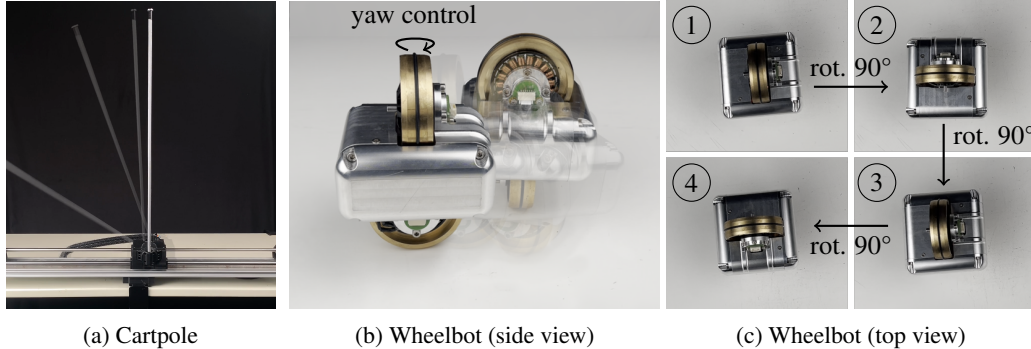 yaw control
1
rot. 90°
2
rot. 90°
4
rot. 90°
3
(a) Cartpole
(b) Wheelbot (side view)
(c) Wheelbot (top view)